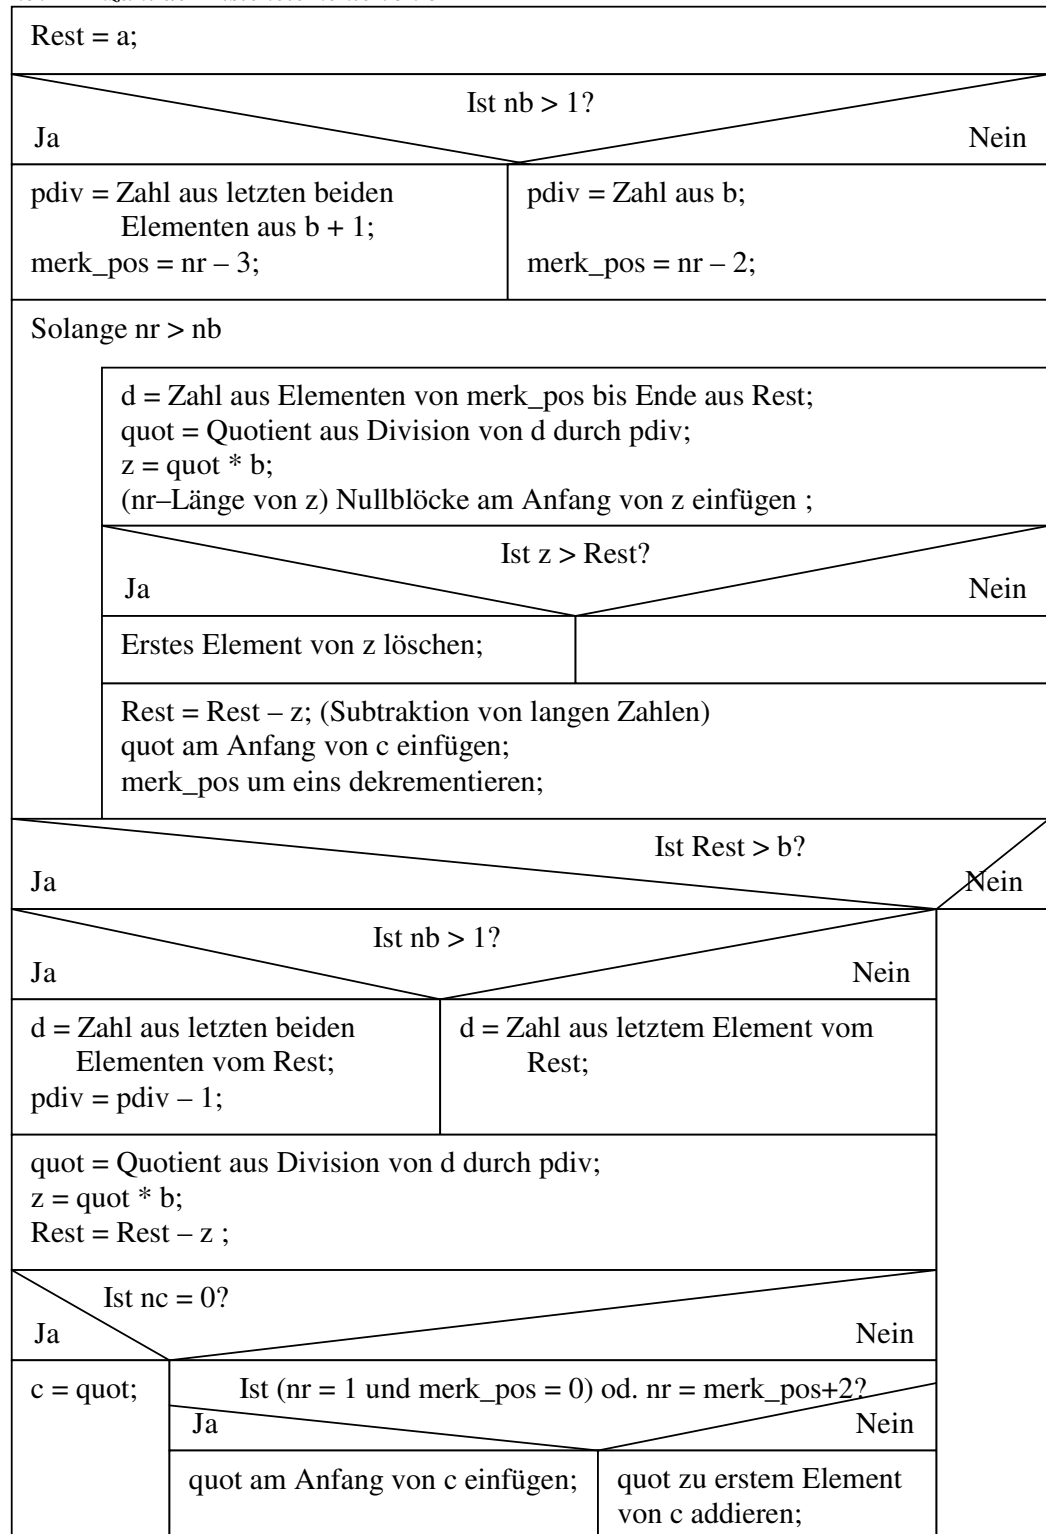 Rest = a;
Ist nb > 1?
Ja
Nein
pdiv = Zahl aus letzten beiden
Elementen aus b + 1;
merk_pos = nr – 3;
pdiv = Zahl aus b;
merk_pos = nr – 2;
Solange nr > nb
d = Zahl aus Elementen von merk_pos bis Ende aus Rest;
quot = Quotient aus Division von d durch pdiv;
z = quot * b;
(nr–Länge von z) Nullblöcke am Anfang von z einfügen ;
Ist z > Rest?
Ja
Nein
Erstes Element von z löschen;
Rest = Rest – z; (Subtraktion von langen Zahlen)
quot am Anfang von c einfügen;
merk_pos um eins dekrementieren;
Ist Rest > b?
Ja
Nein
Ist nb > 1?
Ja
Nein
d = Zahl aus letzten beiden
Elementen vom Rest;
pdiv = pdiv – 1;
d = Zahl aus letztem Element vom
Rest;
quot = Quotient aus Division von d durch pdiv;
z = quot * b;
Rest = Rest – z ;
Ist nc = 0?
Ja
Nein
c = quot;
Ist (nr = 1 und merk_pos = 0) od. nr = merk_pos+2?
Ja
Nein
quot am Anfang von c einfügen;
quot zu erstem Element
von c addieren;